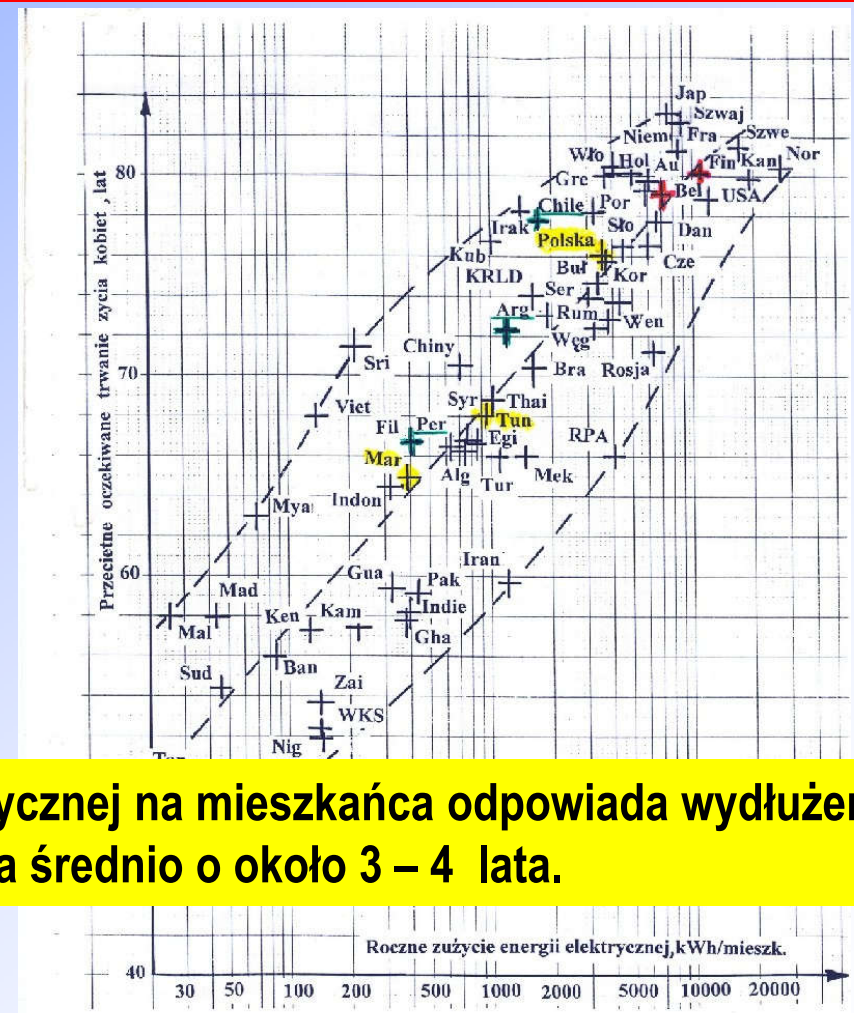 Jap
Szwaj
Niem Fra Szwe
Wło Hol Au Fin Kan Nor
80
Gre Bel USA
Chile Por
Irak Sło Dan
Polska
Kub Cze
Buł Kor
KRLD
Ser
Arg Rum Wen
Węg
Chiny
Sri Bra Rosja
70
Viet Syr Thai
Fil Per Tun
Egi RPA
Mar
Alg Tur Mek
Indon
Mya
Iran
60
Gua Pak
Mad Indie
Ken Kam
Mal Gha
Sud Ban
Zai
WKS
Nig
Przecietne oczekiwane trwanie zycia kobiet, lat
ycznej na mieszkańca odpowiada wydłużen
a średnio o około 3 – 4 lata.
Roczne zużycie energii elektrycznej,kWh/mieszk.
40
30 50 100 200 500 1000 2000 5000 10000 20000